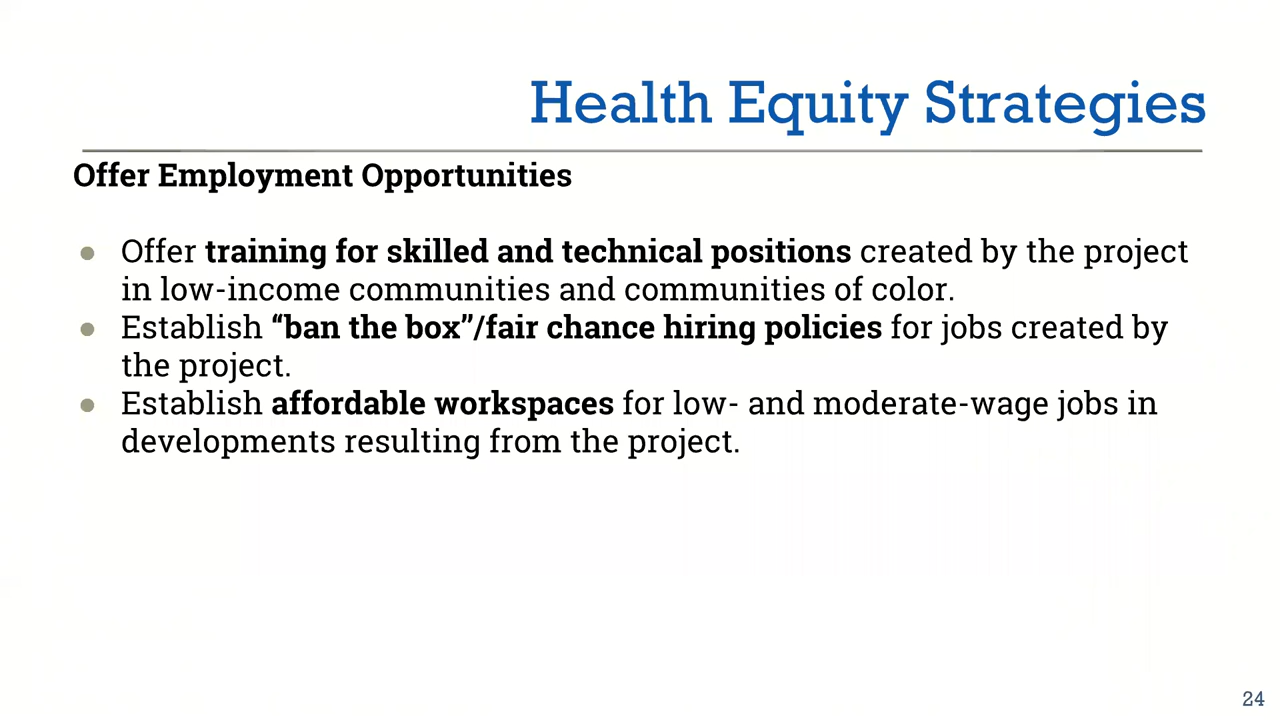 Health Equity Strategies
Offer Employment Opportunities
● Offer training for skilled and technical positions created by the project
in low-income communities and communities of color.
● Establish “ban the box”/fair chance hiring policies for jobs created by
the project.
● Establish affordable workspaces for low- and moderate-wage jobs in
developments resulting from the project.
24